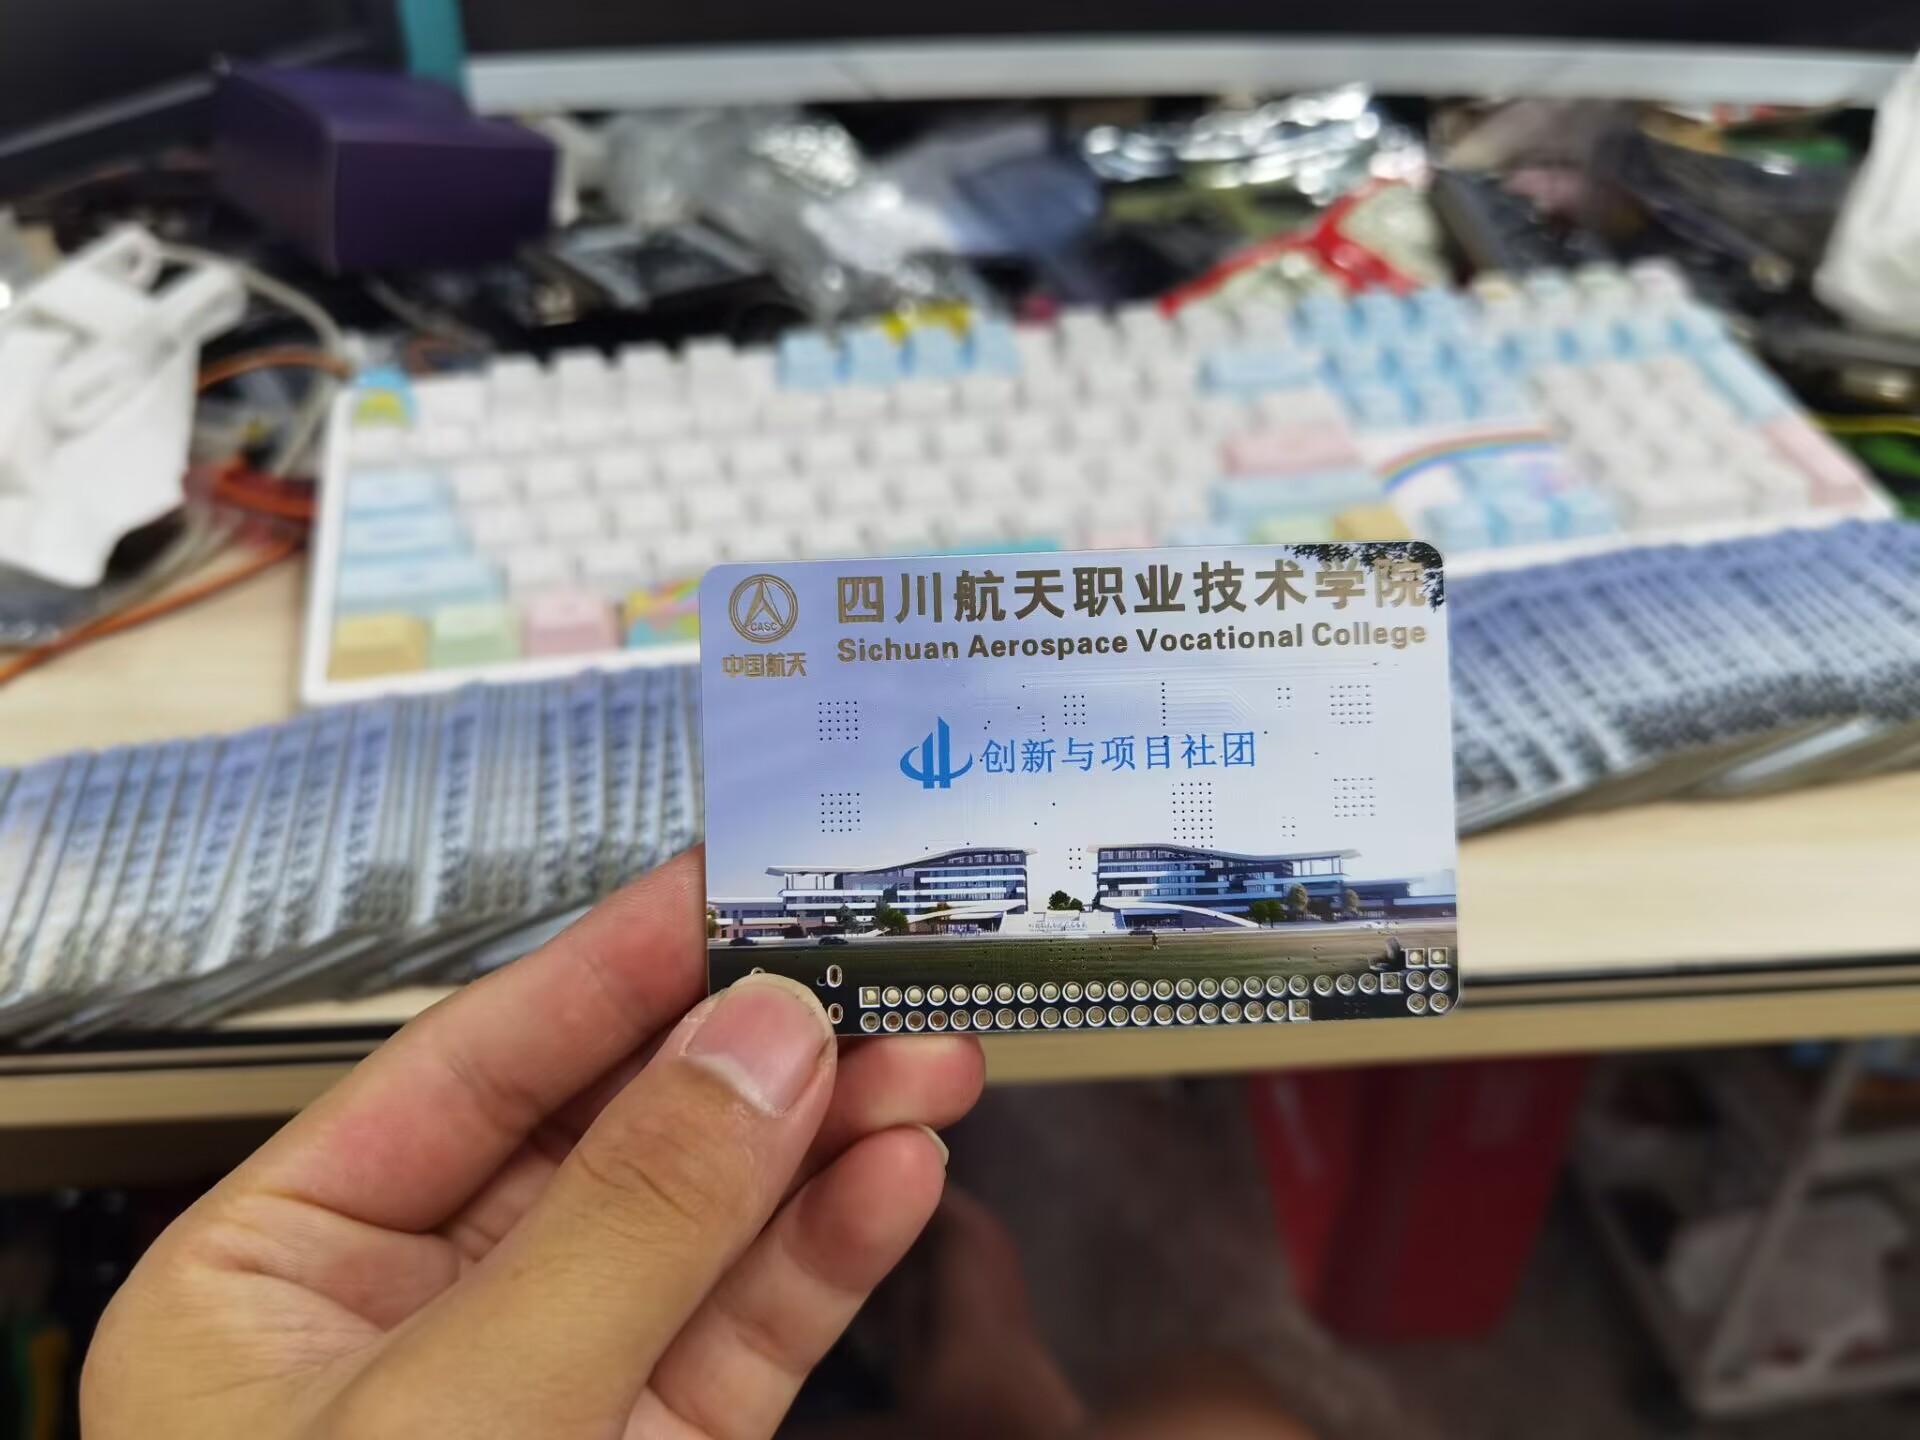 四川航天职业技术学院
Sichuan Aerospace Vocational College
CASC
中国航天
创新与项目社团